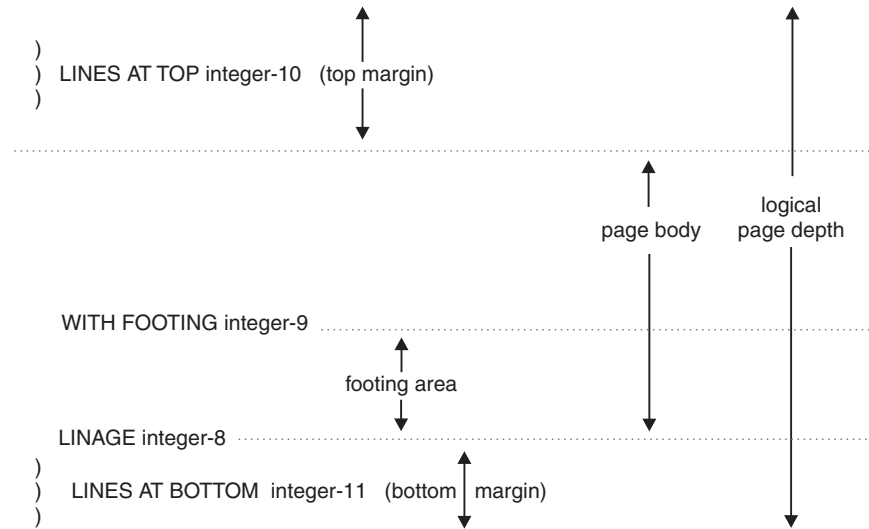 )
) LINES AT TOP integer-10 (top margin)
)
logical
page body page depth
WITH FOOTING integer-9
footing area
LINAGE integer-8
)
) LINES AT BOTTOM integer-11 (bottom margin)
)